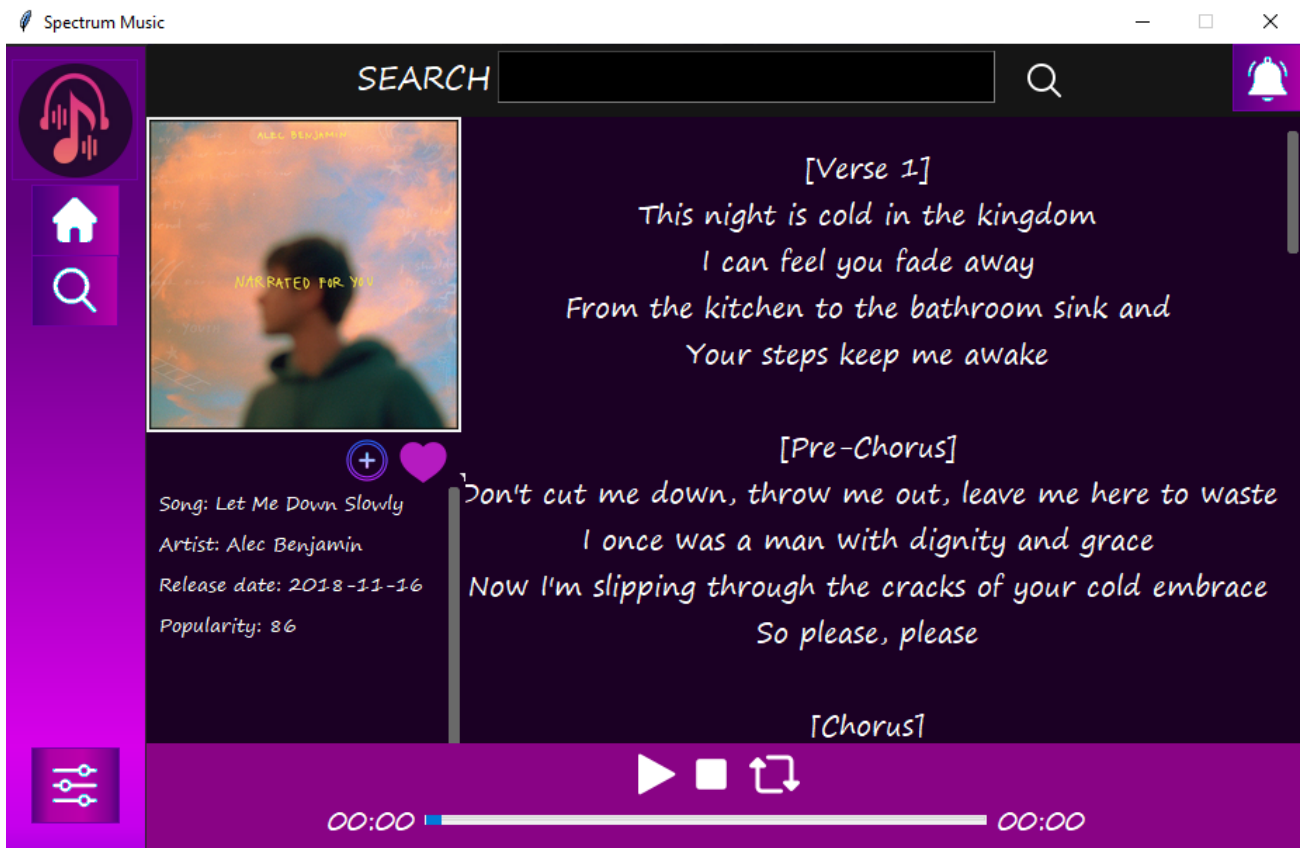 Spectrum Music
SEARCH
ALEC BENJAMIN
NARRATED FOR YOU
YOUTH
Song: Let Me Down Slowly
Artist: Alec Benjamin
Release date: 2018-11-16
Popularity: 86
[Verse 1]
This night is cold in the kingdom
I can feel you fade away
From the kitchen to the bathroom sink and
Your steps keep me awake
[Pre-Chorus]
Don't cut me down, throw me out, leave me here to waste
I once was a man with dignity and grace
Now I'm slipping through the cracks of your cold embrace
So please, please
[Chorus]
00:00
00:00